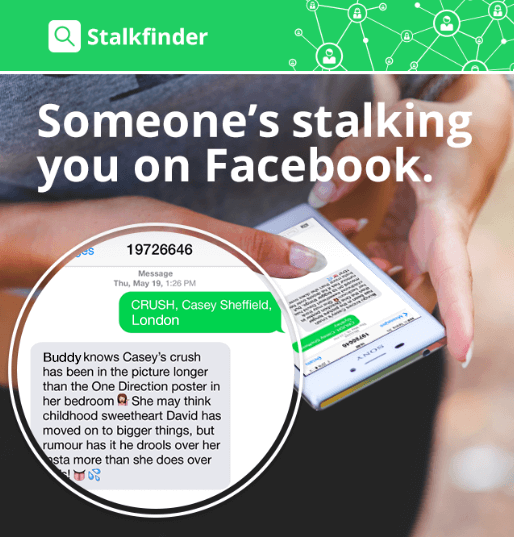 Stalkfinder
Someone’s stalking
you on Facebook.
19726646
Message
Thu, May 19, 1:26 PM
CRUSH, Casey Sheffield,
London
Buddy knows Casey’s crush
has been in the picture longer
than the One Direction poster in
her bedroom 👩 She may think
childhood sweetheart David has
moved on to bigger things, but
rumour has it he drools over her
insta more than she does over
👅💦
SONY